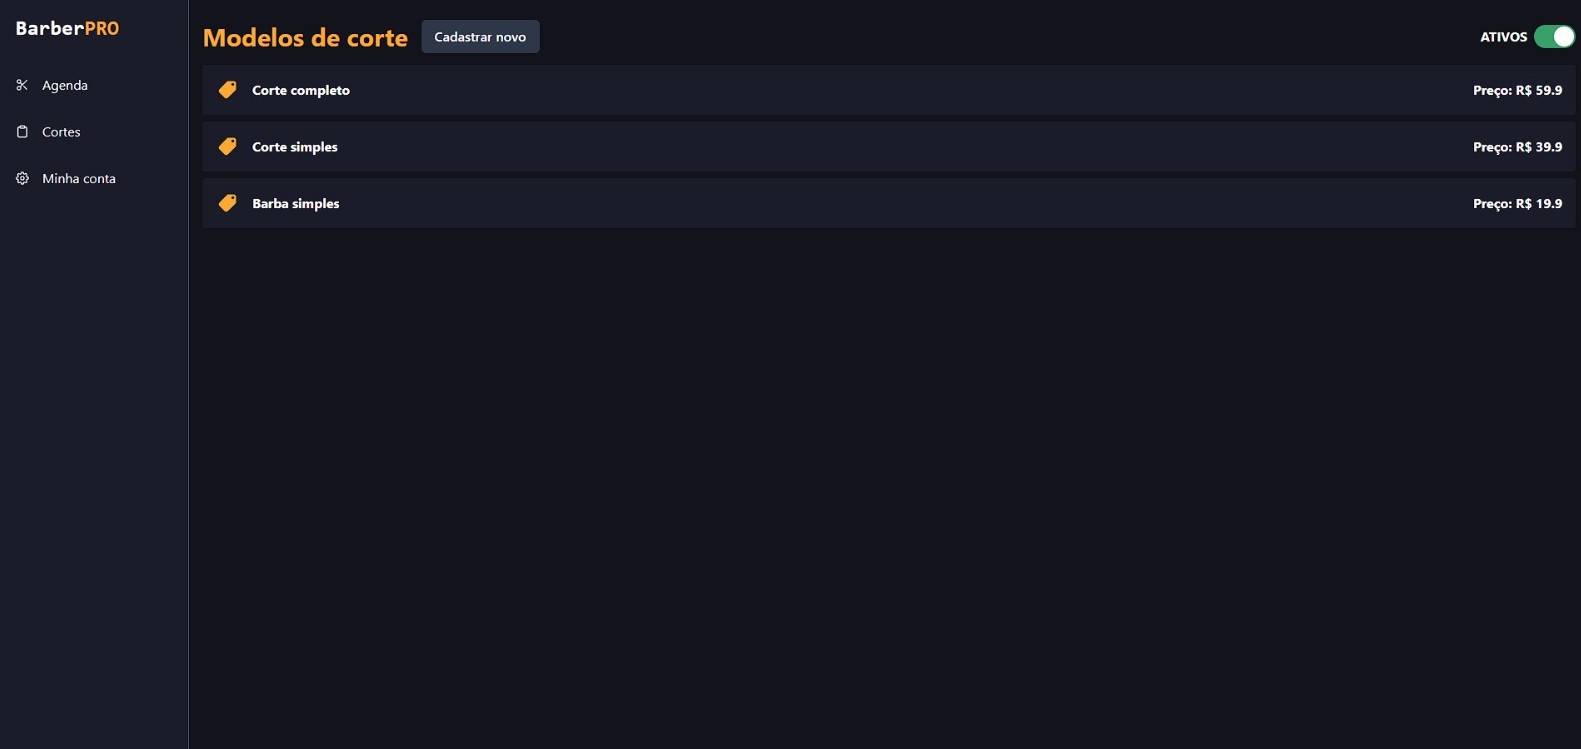 BarberPRO
Agenda
Cortes
Minha conta
Modelos de corte
Cadastrar novo
ATIVOS
Corte completo
Preço: R$ 59.9
Corte simples
Preço: R$ 39.9
Barba simples
Preço: R$ 19.9